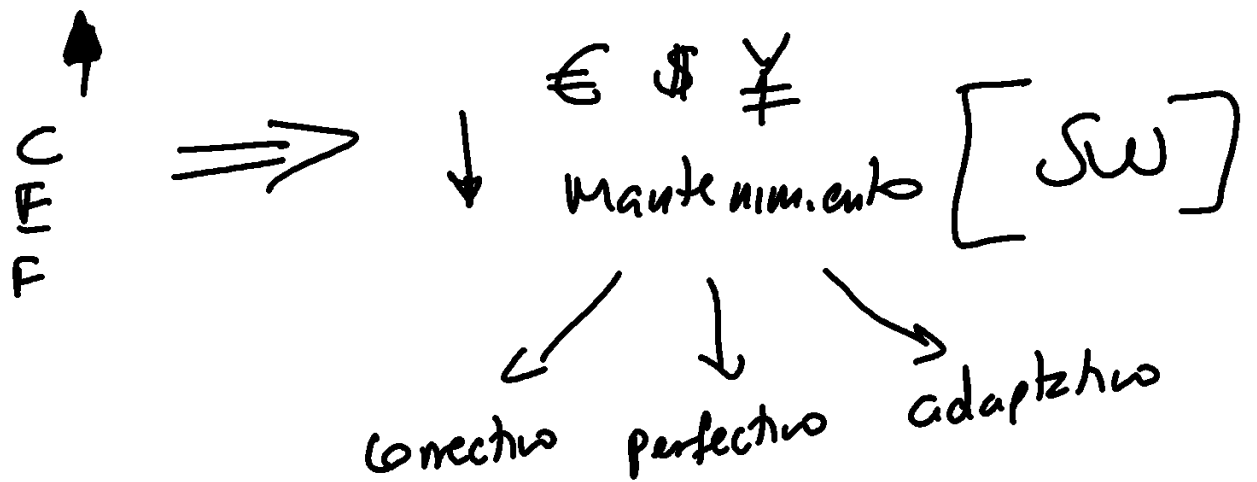 € $ ¥
C
E
F
mantenimiento [SW]
correctivo perfectivo adaptativo